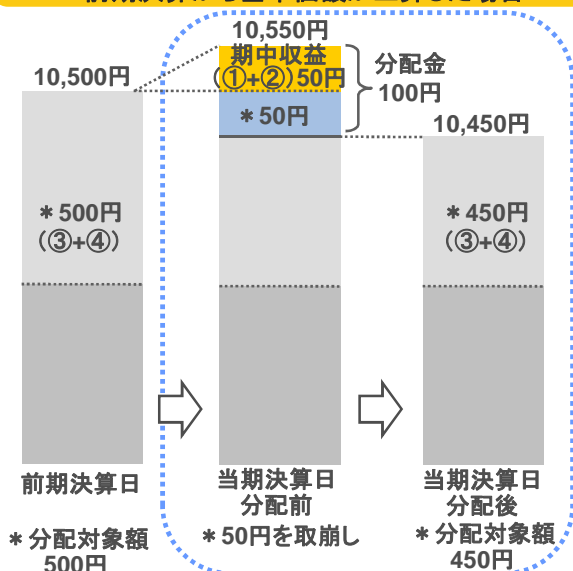 10,550円
期中収益
(①+②)50円
分配金
100円
10,500円
＊50円
10,450円
＊500円
(③+④)
＊450円
(③+④)
前期決算日
当期決算日
分配前
当期決算日
分配後
＊分配対象額
500円
＊50円を取崩し
＊分配対象額
450円